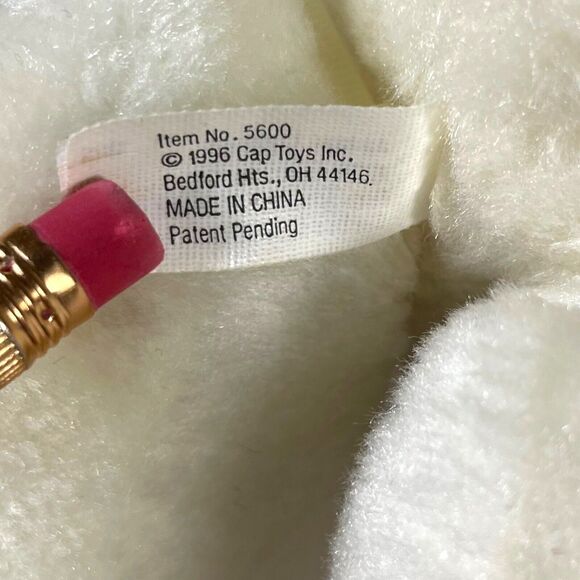 Item No. 5600
© 1996 Cap Toys Inc.
Bedford Hts., OH 44146.
MADE IN CHINA
Patent Pending